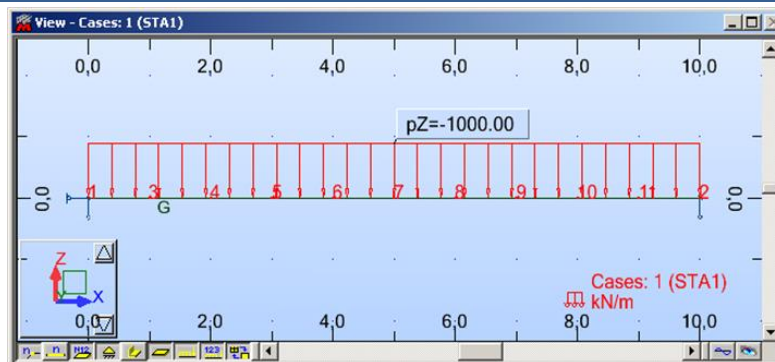 View - Cases: 1 (STA1)
0,0 2,0 4,0 6,0 8,0 10,0
pZ=-1000.00
0,0 1 3 4 5 6 7 8 9 10 11 2 0,0
G
Z
X
Cases: 1 (STA1)
kN/m
0,0 2,0 4,0 6,0 8,0 10,0
n n N12 123